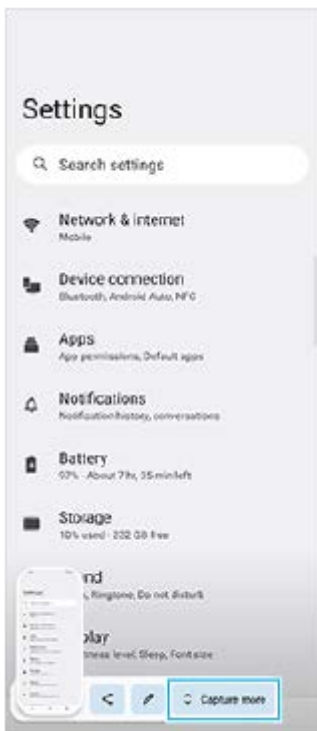 Settings
Search settings
Network & internet
Mobile
Device connection
Bluetooth, Android Auto, NFC
Apps
App permissions, Default apps
Notifications
Notification history, conversations
Battery
97% - About 7 hr, 35 min left
Storage
10% used - 232 GB free
nd
, Ringtone, Do not disturb
play
tness level, Sleep, Font size
Capture more